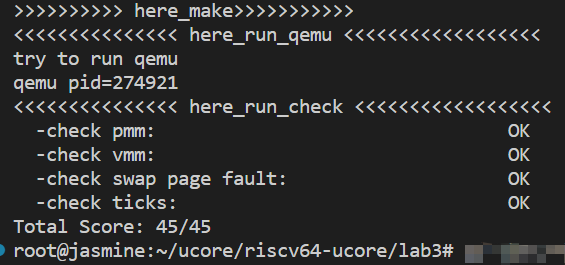 >>>>>>>>>> here_make>>>>>>>>>>>
<<<<<<<<<<<<<<< here_run_qemu <<<<<<<<<<<<<<<<<<
try to run qemu
qemu pid=274921
<<<<<<<<<<<<<<< here_run_check <<<<<<<<<<<<<<<<<<
-check pmm: OK
-check vmm: OK
-check swap page fault: OK
-check ticks: OK
Total Score: 45/45
root@jasmine:~/ucore/riscv64-ucore/lab3#